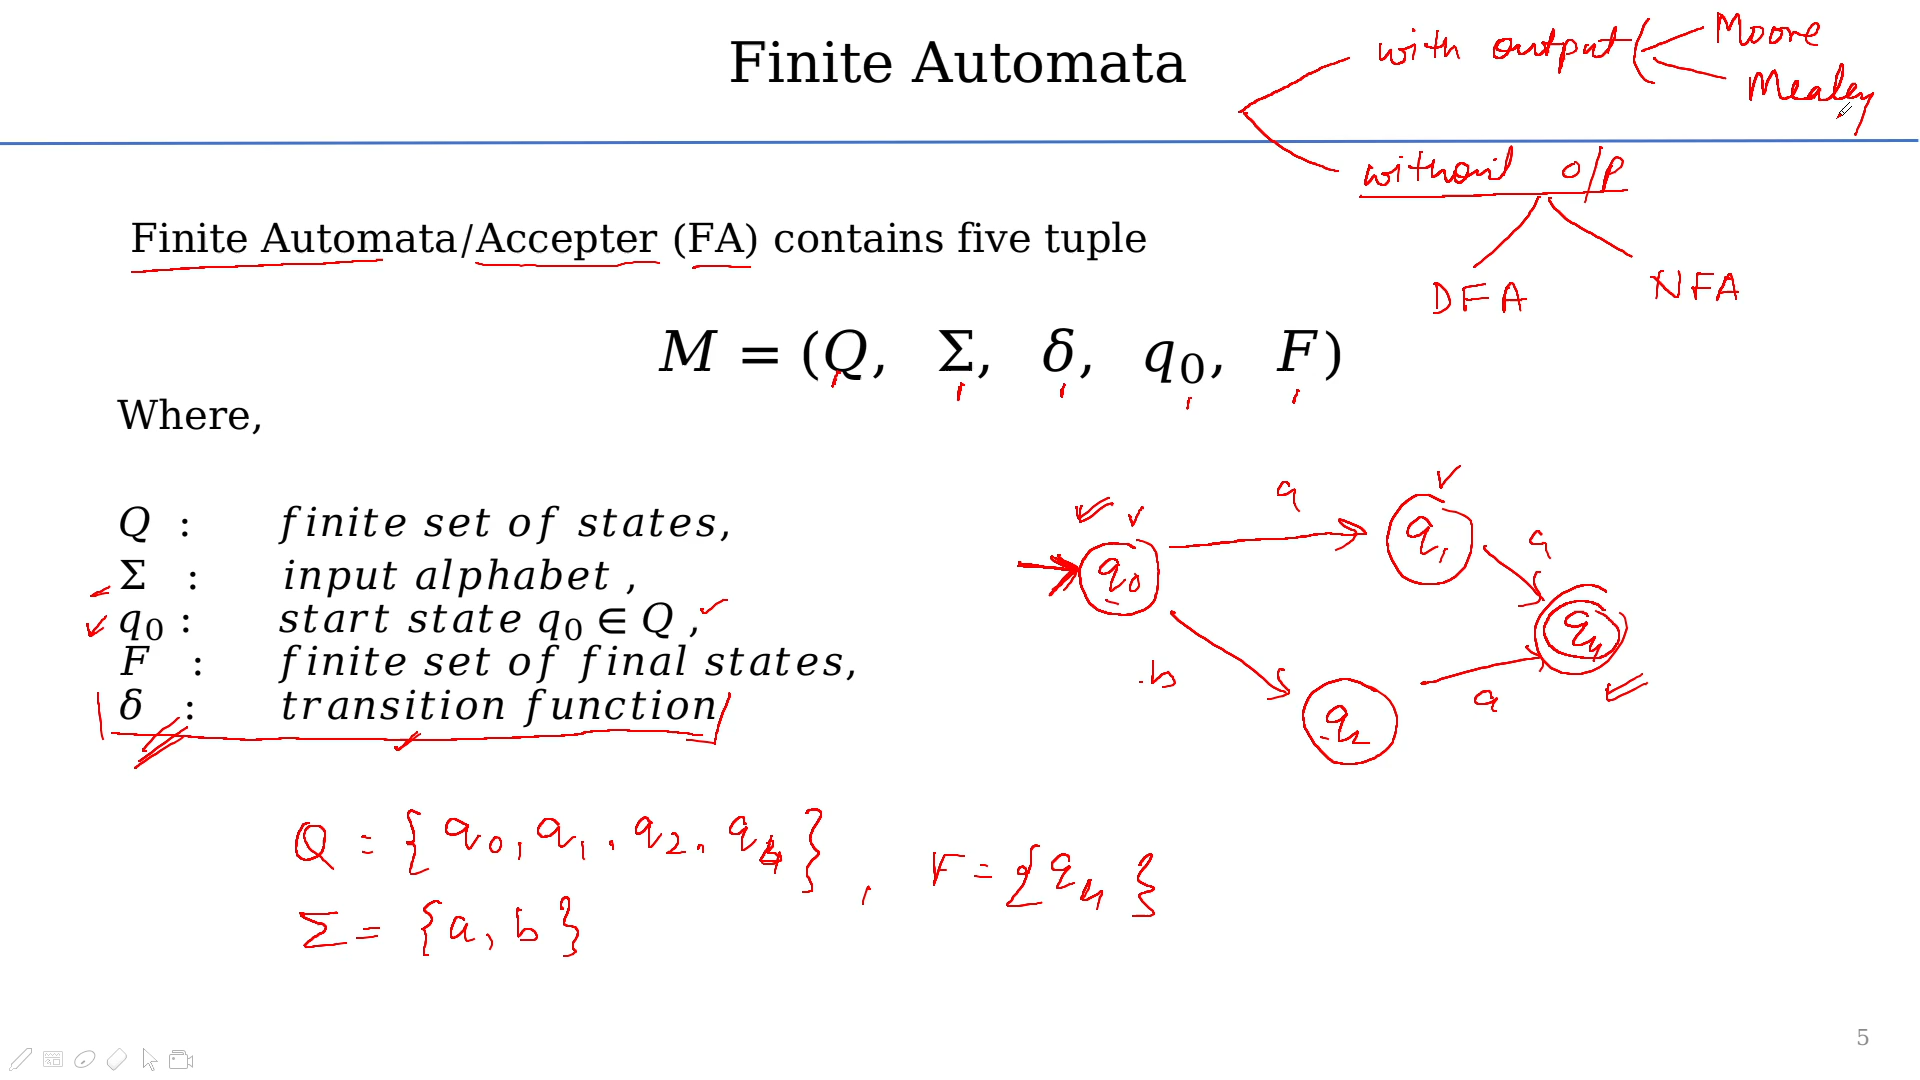 Finite Automata
with output
Moore
Mealey
without o/p
DFA
NFA
Finite Automata/Accepter (FA) contains five tuple
M = (Q, Σ, δ, q₀, F)
Where,
Q : finite set of states,
Σ : input alphabet ,
q₀ : start state q₀ ∈ Q ,
F : finite set of final states,
δ : transition function
a
q₁
a
q₀
q₄
b
a
q₂
Q = { q₀, q₁, q₂, q₄ } , F = { q₄ }
Σ = { a, b }
5